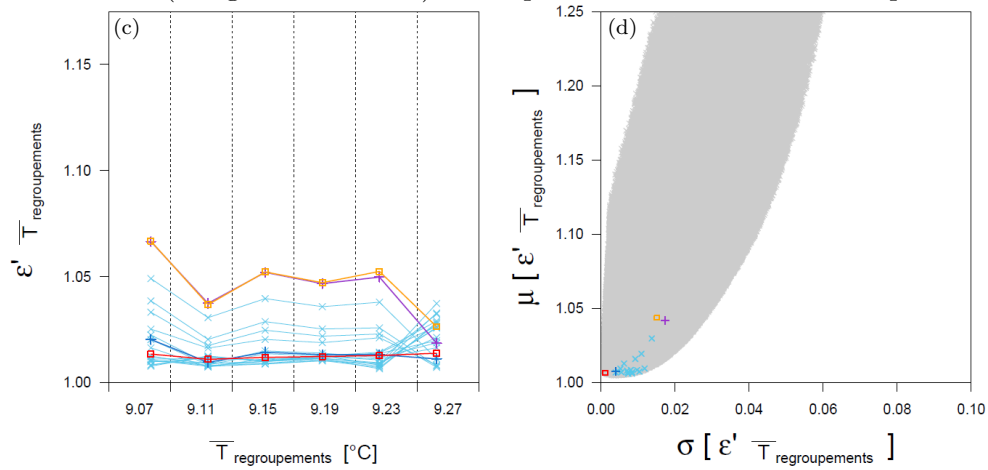 (c)
1.15
1.10
1.05
1.00
ε' T̅ regroupements
9.07 9.11 9.15 9.19 9.23 9.27
T̅ regroupements [°C]
(d)
1.25
1.20
1.15
1.10
1.05
1.00
μ [ ε' T̅ regroupements ]
0.00 0.02 0.04 0.06 0.08 0.10
σ [ ε' T̅ regroupements ]